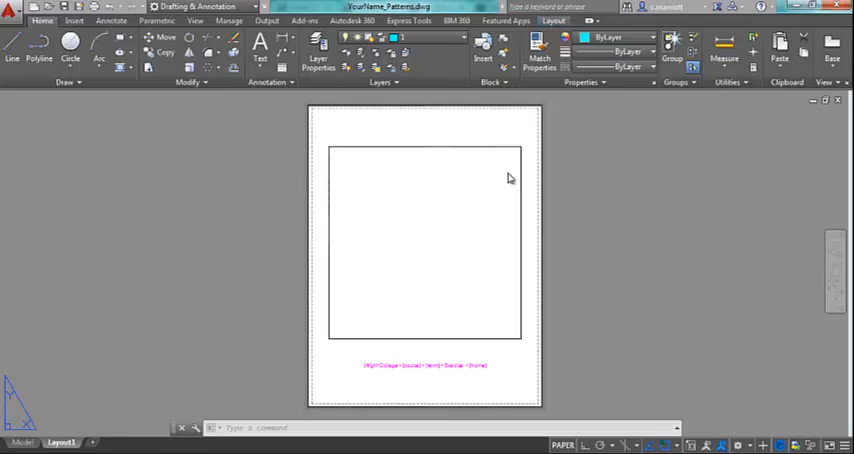 Drafting & Annotation
YourName_Patterns.dwg
Type a keyword or phrase
c.marriott
Home Insert Annotate Parametric View Manage Output Add-ins Autodesk 360 Express Tools BIM 360 Featured Apps Layout
Line Polyline Circle Arc
Move
Copy
Text
Layer Properties
1
Insert
Match Properties
ByLayer
ByLayer
ByLayer
Group
Measure
Paste
Base
Draw Modify Annotation Layers Block Properties Groups Utilities Clipboard View
Y
X
Type a command
Model Layout1 +
PAPER